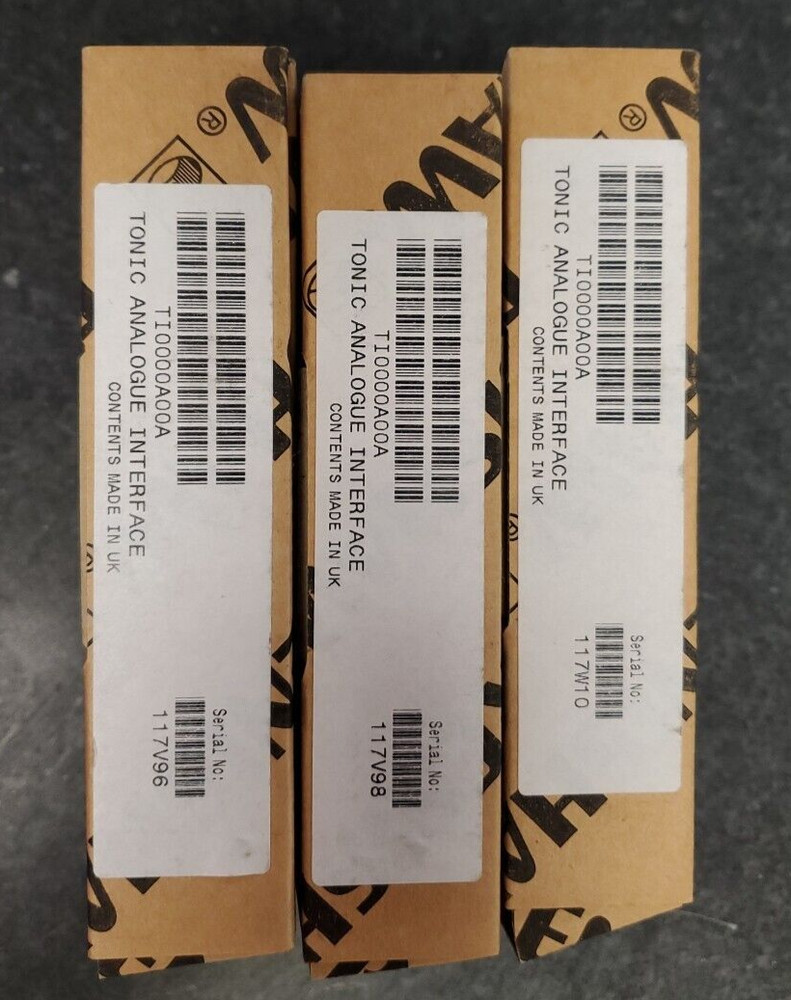 TI0000A00A
TONIC ANALOGUE INTERFACE
CONTENTS MADE IN UK
Serial No:
117V96
TI0000A00A
TONIC ANALOGUE INTERFACE
CONTENTS MADE IN UK
Serial No:
117V98
TI0000A00A
TONIC ANALOGUE INTERFACE
CONTENTS MADE IN UK
Serial No:
117W10